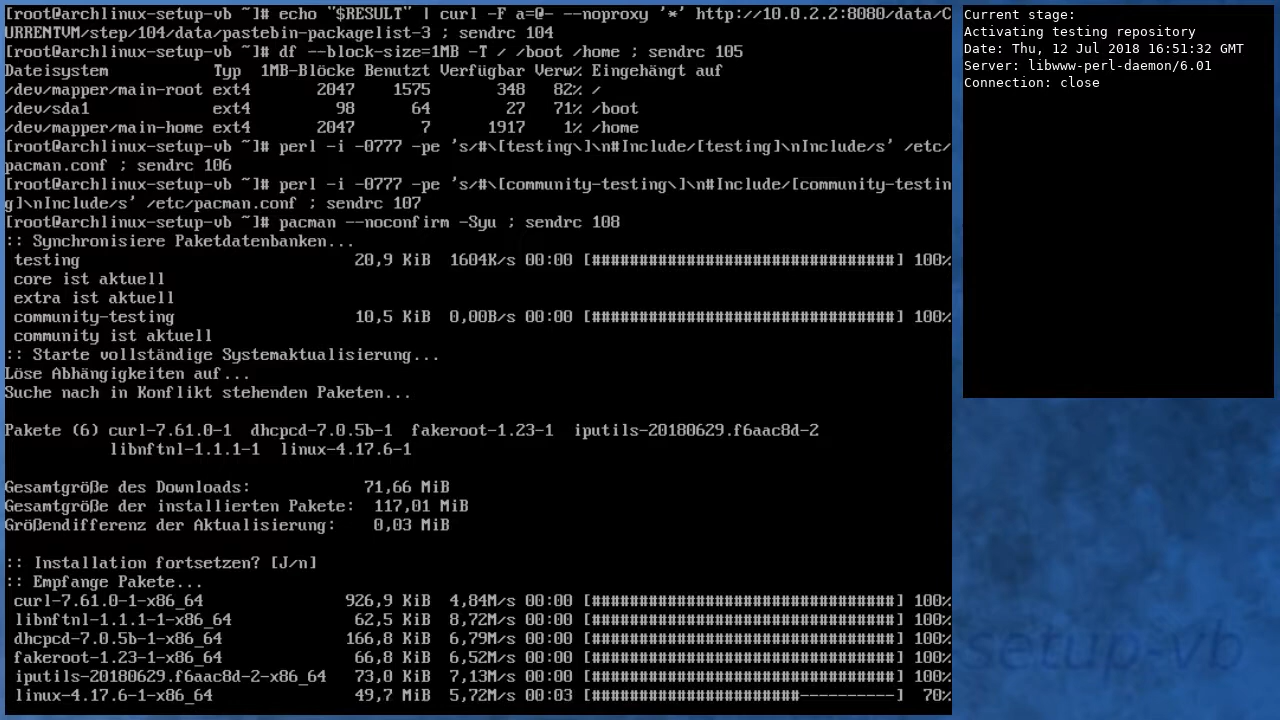 [root@archlinux-setup-vb ~]# echo "$RESULT" | curl -F a=@- --noproxy '*' http://10.0.2.2:8080/data/C
URRENTVM/step/104/data/pastebin-packagelist-3 ; sendrc 104
[root@archlinux-setup-vb ~]# df --block-size=1MB -T / /boot /home ; sendrc 105
Dateisystem           Typ  1MB-Blöcke Benutzt Verfügbar Verw% Eingehängt auf
/dev/mapper/main-root ext4       2047    1575       348   82% /
/dev/sda1             ext4         98      64        27   71% /boot
/dev/mapper/main-home ext4       2047       7      1917    1% /home
[root@archlinux-setup-vb ~]# perl -i -0777 -pe 's/#\[testing\]\n#Include/[testing]\nInclude/s' /etc/
pacman.conf ; sendrc 106
[root@archlinux-setup-vb ~]# perl -i -0777 -pe 's/#\[community-testing\]\n#Include/[community-testin
g]\nInclude/s' /etc/pacman.conf ; sendrc 107
[root@archlinux-setup-vb ~]# pacman --noconfirm -Syu ; sendrc 108
:: Synchronisiere Paketdatenbanken...
 testing                             20,9 KiB  1604K/s 00:00 [################################] 100%
 core ist aktuell
 extra ist aktuell
 community-testing                   10,5 KiB  0,00B/s 00:00 [################################] 100%
 community ist aktuell
:: Starte vollständige Systemaktualisierung...
Löse Abhängigkeiten auf...
Suche nach in Konflikt stehenden Paketen...
Pakete (6) curl-7.61.0-1  dhcpcd-7.0.5b-1  fakeroot-1.23-1  iputils-20180629.f6aac8d-2
           libnftnl-1.1.1-1  linux-4.17.6-1
Gesamtgröße des Downloads:            71,66 MiB
Gesamtgröße der installierten Pakete:  117,01 MiB
Größendifferenz der Aktualisierung:    0,03 MiB
:: Installation fortsetzen? [J/n]
:: Empfange Pakete...
 curl-7.61.0-1-x86_64               926,9 KiB  4,84M/s 00:00 [################################] 100%
 libnftnl-1.1.1-1-x86_64             62,5 KiB  8,72M/s 00:00 [################################] 100%
 dhcpcd-7.0.5b-1-x86_64             166,8 KiB  6,79M/s 00:00 [################################] 100%
 fakeroot-1.23-1-x86_64              66,8 KiB  6,52M/s 00:00 [################################] 100%
 iputils-20180629.f6aac8d-2-x86_64   73,0 KiB  7,13M/s 00:00 [################################] 100%
 linux-4.17.6-1-x86_64               49,7 MiB  5,72M/s 00:03 [######################----------]  70%
Current stage:
Activating testing repository
Date: Thu, 12 Jul 2018 16:51:32 GMT
Server: libwww-perl-daemon/6.01
Connection: close
setup-vb